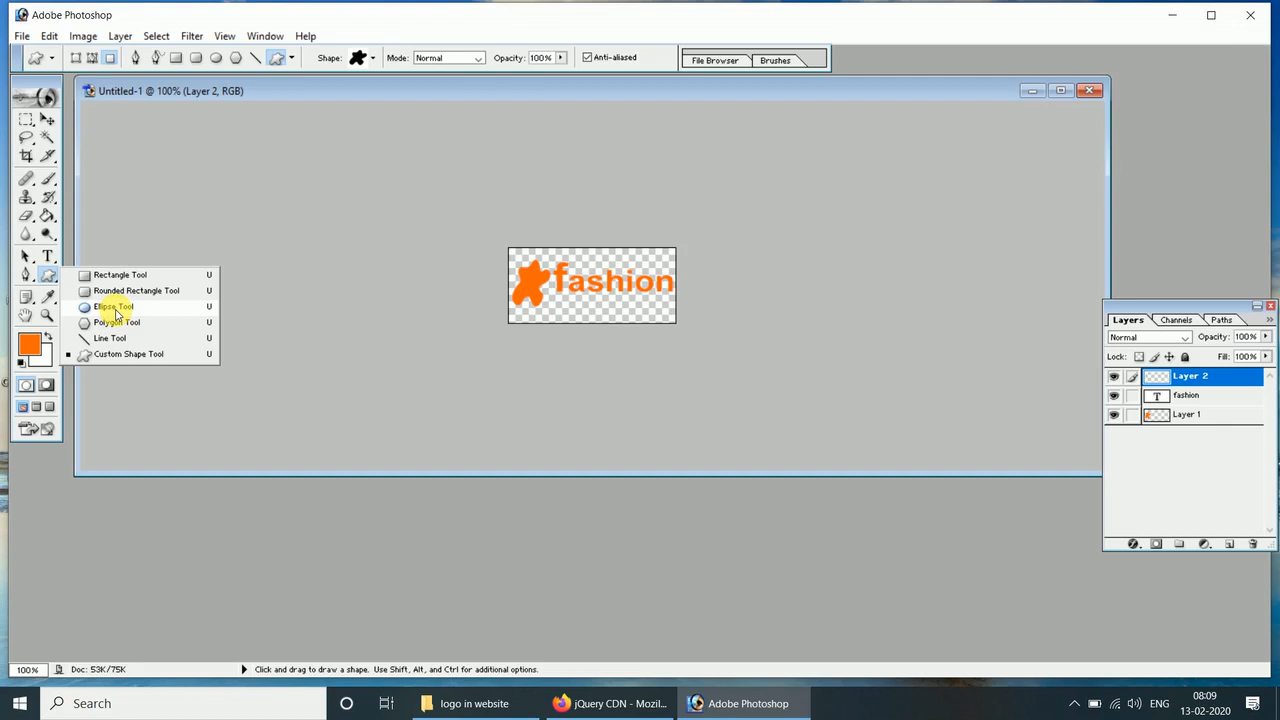 Adobe Photoshop
File Edit Image Layer Select Filter View Window Help
Shape: Mode: Normal Opacity: 100% Anti-aliased File Browser Brushes
Untitled-1 @ 100% (Layer 2, RGB)
fashion
Rectangle Tool U
Rounded Rectangle Tool U
Ellipse Tool U
Polygon Tool U
Line Tool U
Custom Shape Tool U
Layers Channels Paths
Normal Opacity: 100%
Lock: Fill: 100%
Layer 2
T fashion
Layer 1
100% Doc: 53K/75K Click and drag to draw a shape. Use Shift, Alt, and Ctrl for additional options.
Search logo in website jQuery CDN - Mozil... Adobe Photoshop ENG 08:09
13-02-2020